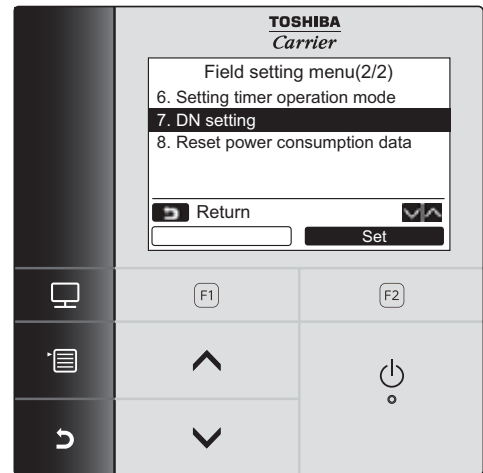 TOSHIBA
Carrier
Field setting menu(2/2)
6. Setting timer operation mode
7. DN setting
8. Reset power consumption data
Return
Set
F1
F2